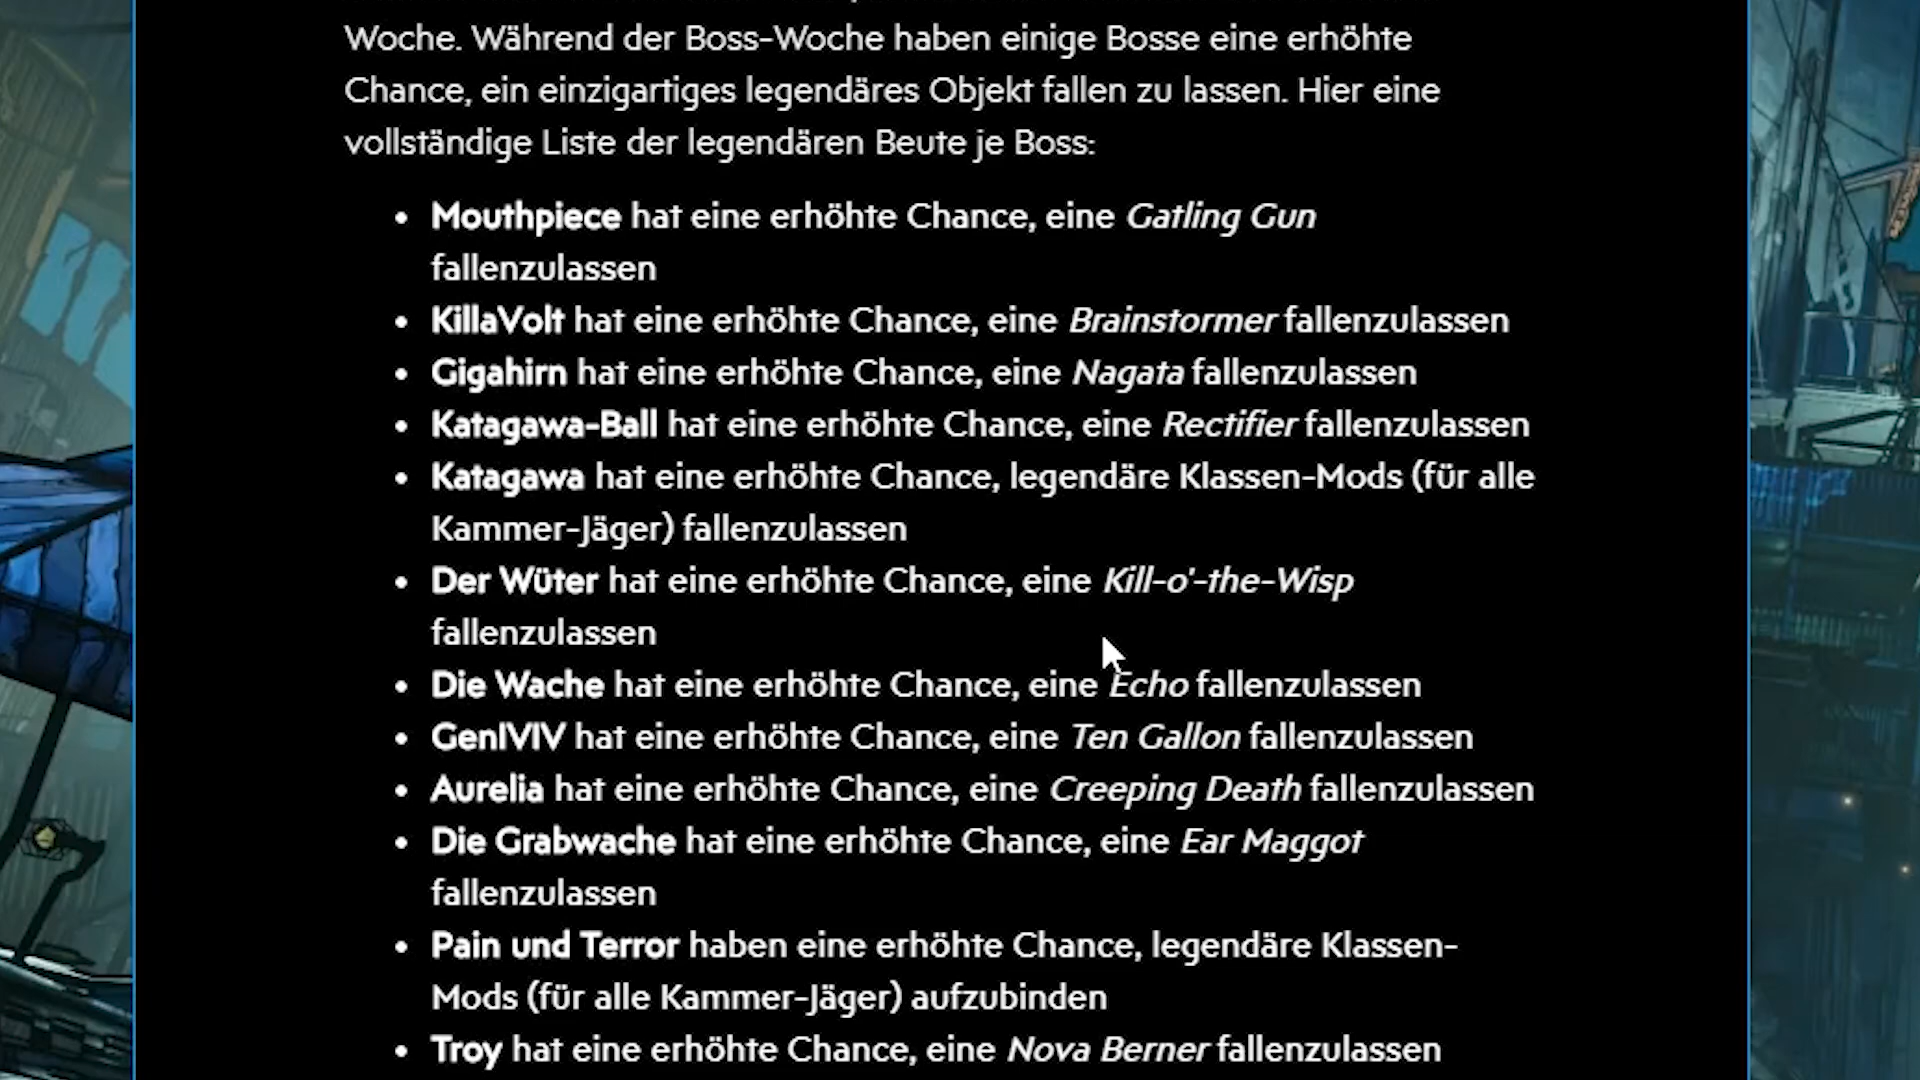 Woche. Während der Boss-Woche haben einige Bosse eine erhöhte
Chance, ein einzigartiges legendäres Objekt fallen zu lassen. Hier eine
vollständige Liste der legendären Beute je Boss:
• Mouthpiece hat eine erhöhte Chance, eine Gatling Gun
fallenzulassen
• KillaVolt hat eine erhöhte Chance, eine Brainstormer fallenzulassen
• Gigahirn hat eine erhöhte Chance, eine Nagata fallenzulassen
• Katagawa-Ball hat eine erhöhte Chance, eine Rectifier fallenzulassen
• Katagawa hat eine erhöhte Chance, legendäre Klassen-Mods (für alle
Kammer-Jäger) fallenzulassen
• Der Wüter hat eine erhöhte Chance, eine Kill-o'-the-Wisp
fallenzulassen
• Die Wache hat eine erhöhte Chance, eine Echo fallenzulassen
• GenIVIV hat eine erhöhte Chance, eine Ten Gallon fallenzulassen
• Aurelia hat eine erhöhte Chance, eine Creeping Death fallenzulassen
• Die Grabwache hat eine erhöhte Chance, eine Ear Maggot
fallenzulassen
• Pain und Terror haben eine erhöhte Chance, legendäre Klassen-
Mods (für alle Kammer-Jäger) aufzubinden
• Troy hat eine erhöhte Chance, eine Nova Berner fallenzulassen